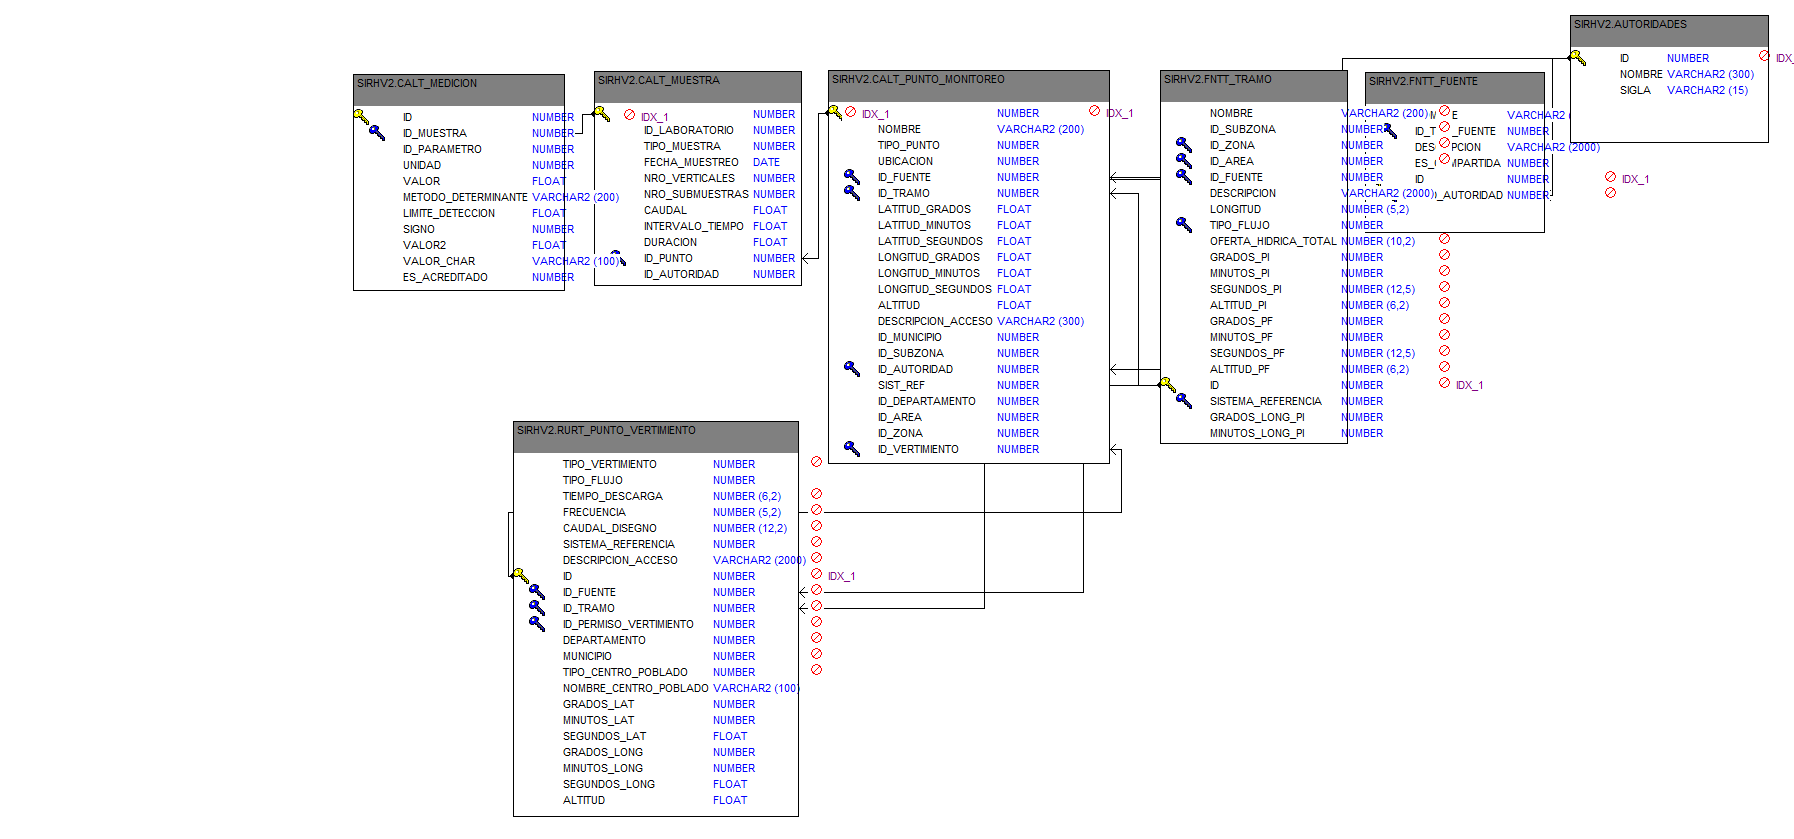 SIRHV2.CALT_MEDICION
ID NUMBER
ID_MUESTRA NUMBER
ID_PARAMETRO NUMBER
UNIDAD NUMBER
VALOR FLOAT
METODO_DETERMINANTE VARCHAR2 (200)
LIMITE_DETECCION FLOAT
SIGNO NUMBER
VALOR2 FLOAT
VALOR_CHAR VARCHAR2 (100)
ES_ACREDITADO NUMBER
SIRHV2.CALT_MUESTRA
IDX_1 NUMBER
ID_LABORATORIO NUMBER
TIPO_MUESTRA NUMBER
FECHA_MUESTREO DATE
NRO_VERTICALES NUMBER
NRO_SUBMUESTRAS NUMBER
CAUDAL FLOAT
INTERVALO_TIEMPO FLOAT
DURACION FLOAT
ID_PUNTO NUMBER
ID_AUTORIDAD NUMBER
SIRHV2.CALT_PUNTO_MONITOREO
IDX_1 NUMBER IDX_1
NOMBRE VARCHAR2 (200)
TIPO_PUNTO NUMBER
UBICACION NUMBER
ID_FUENTE NUMBER
ID_TRAMO NUMBER
LATITUD_GRADOS FLOAT
LATITUD_MINUTOS FLOAT
LATITUD_SEGUNDOS FLOAT
LONGITUD_GRADOS FLOAT
LONGITUD_MINUTOS FLOAT
LONGITUD_SEGUNDOS FLOAT
ALTITUD FLOAT
DESCRIPCION_ACCESO VARCHAR2 (300)
ID_MUNICIPIO NUMBER
ID_SUBZONA NUMBER
ID_AUTORIDAD NUMBER
SIST_REF NUMBER
ID_DEPARTAMENTO NUMBER
ID_AREA NUMBER
ID_ZONA NUMBER
ID_VERTIMIENTO NUMBER
SIRHV2.FNTT_TRAMO
NOMBRE VARCHAR2 (200)
ID_SUBZONA NUMBER
ID_ZONA NUMBER
ID_AREA NUMBER
ID_FUENTE NUMBER
DESCRIPCION VARCHAR2 (2000)
LONGITUD NUMBER (5,2)
TIPO_FLUJO NUMBER
OFERTA_HIDRICA_TOTAL NUMBER (10,2)
GRADOS_PI NUMBER
MINUTOS_PI NUMBER
SEGUNDOS_PI NUMBER (12,5)
ALTITUD_PI NUMBER (6,2)
GRADOS_PF NUMBER
MINUTOS_PF NUMBER
SEGUNDOS_PF NUMBER (12,5)
ALTITUD_PF NUMBER (6,2)
ID NUMBER IDX_1
SISTEMA_REFERENCIA NUMBER
GRADOS_LONG_PI NUMBER
MINUTOS_LONG_PI NUMBER
SIRHV2.FNTT_FUENTE
VARCHAR2
_FUENTE NUMBER
VARCHAR2 (2000)
NUMBER
ID NUMBER IDX_1
_AUTORIDAD NUMBER
SIRHV2.AUTORIDADES
ID NUMBER IDX_
NOMBRE VARCHAR2 (300)
SIGLA VARCHAR2 (15)
SIRHV2.RURT_PUNTO_VERTIMIENTO
TIPO_VERTIMIENTO NUMBER
TIPO_FLUJO NUMBER
TIEMPO_DESCARGA NUMBER (6,2)
FRECUENCIA NUMBER (5,2)
CAUDAL_DISEGNO NUMBER (12,2)
SISTEMA_REFERENCIA NUMBER
DESCRIPCION_ACCESO VARCHAR2 (2000)
ID NUMBER IDX_1
ID_FUENTE NUMBER
ID_TRAMO NUMBER
ID_PERMISO_VERTIMIENTO NUMBER
DEPARTAMENTO NUMBER
MUNICIPIO NUMBER
TIPO_CENTRO_POBLADO NUMBER
NOMBRE_CENTRO_POBLADO VARCHAR2 (100)
GRADOS_LAT NUMBER
MINUTOS_LAT NUMBER
SEGUNDOS_LAT FLOAT
GRADOS_LONG NUMBER
MINUTOS_LONG NUMBER
SEGUNDOS_LONG FLOAT
ALTITUD FLOAT